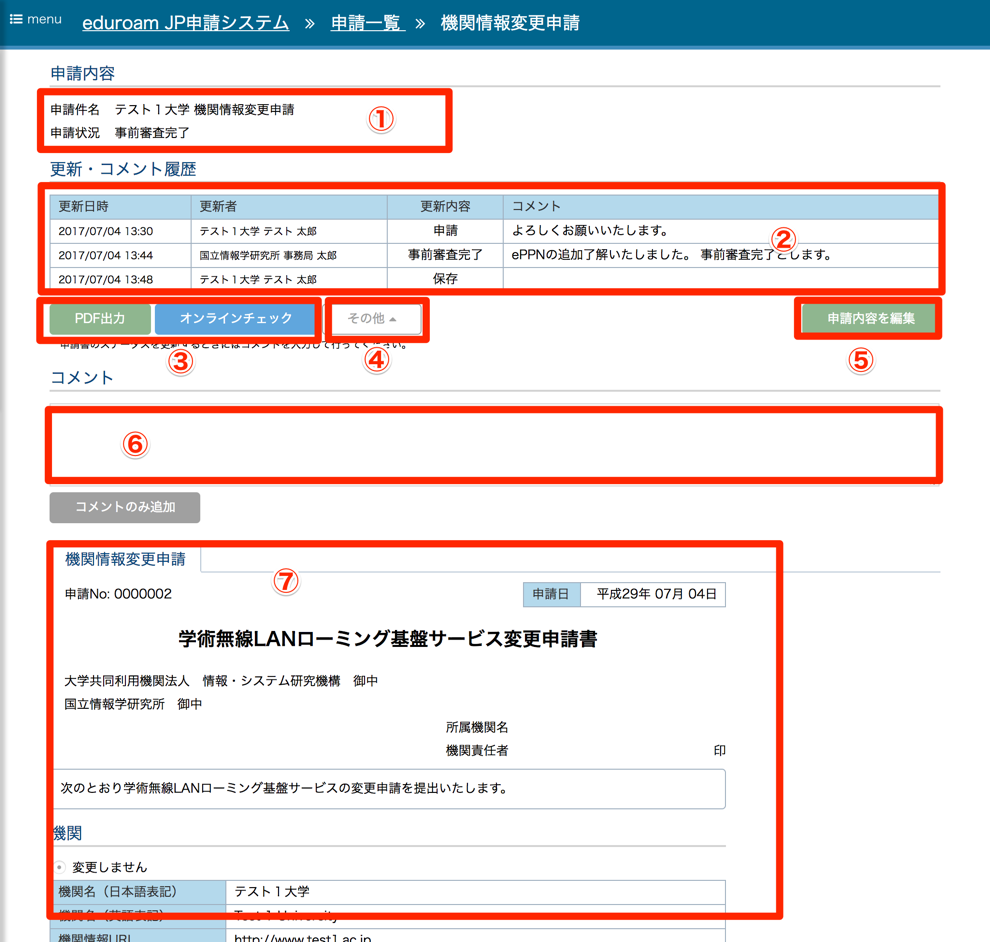 menu eduroam JP申請システム » 申請一覧 » 機関情報変更申請
申請内容
申請件名 テスト1大学 機関情報変更申請
①
申請状況 事前審査完了
更新・コメント履歴
更新日時 更新者 更新内容 コメント
2017/07/04 13:30 テスト1大学 テスト 太郎 申請 よろしくお願いいたします。
②
2017/07/04 13:44 国立情報学研究所 事務局 太郎 事前審査完了 ePPNの追加了解いたしました。 事前審査完了とします。
2017/07/04 13:48 テスト1大学 テスト 太郎 保存
PDF出力 オンラインチェック その他 申請内容を編集
申請書のステータスを更新するときにはコメントを入力して行ってください。
③ ④ ⑤
コメント
⑥
コメントのみ追加
機関情報変更申請
⑦
申請No: 0000002 申請日 平成29年 07月 04日
学術無線LANローミング基盤サービス変更申請書
大学共同利用機関法人 情報・システム研究機構 御中
国立情報学研究所 御中
所属機関名
機関責任者 印
次のとおり学術無線LANローミング基盤サービスの変更申請を提出いたします。
機関
変更しません
機関名（日本語表記） テスト1大学
機関名（英語表記） Test 1 University
機関情報URL http://www.test1.ac.jp